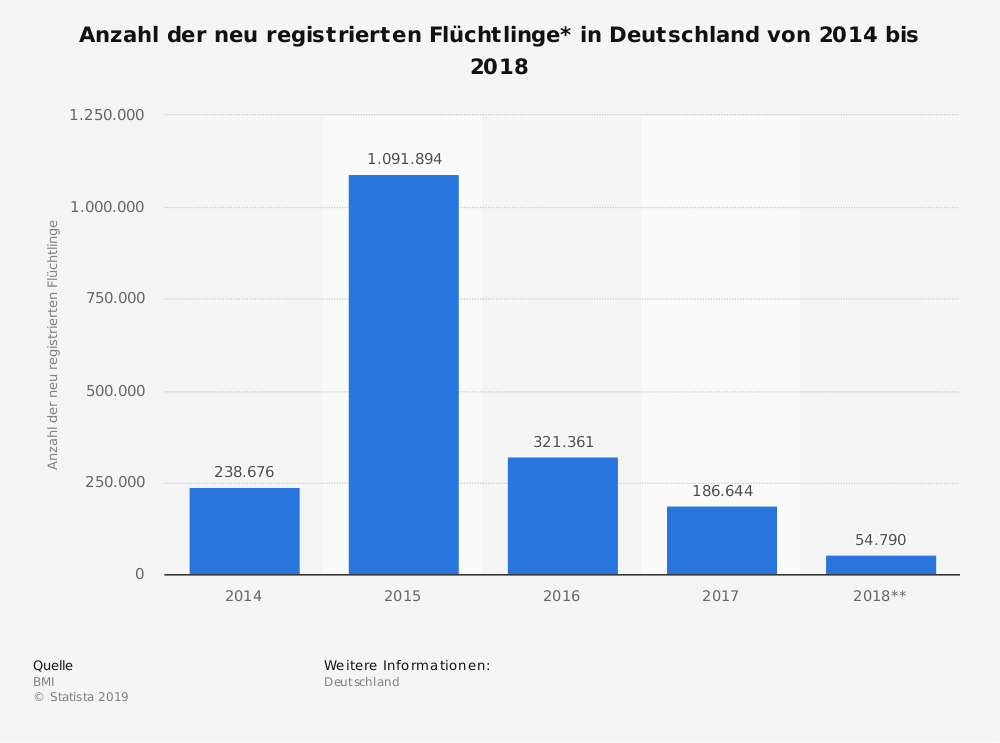 Anzahl der neu registrierten Flüchtlinge* in Deutschland von 2014 bis
2018
Anzahl der neu registrierten Flüchtlinge
1.250.000
1.000.000
750.000
500.000
250.000
0
238.676
1.091.894
321.361
186.644
54.790
2014
2015
2016
2017
2018**
Quelle
BMI
© Statista 2019
Weitere Informationen:
Deutschland